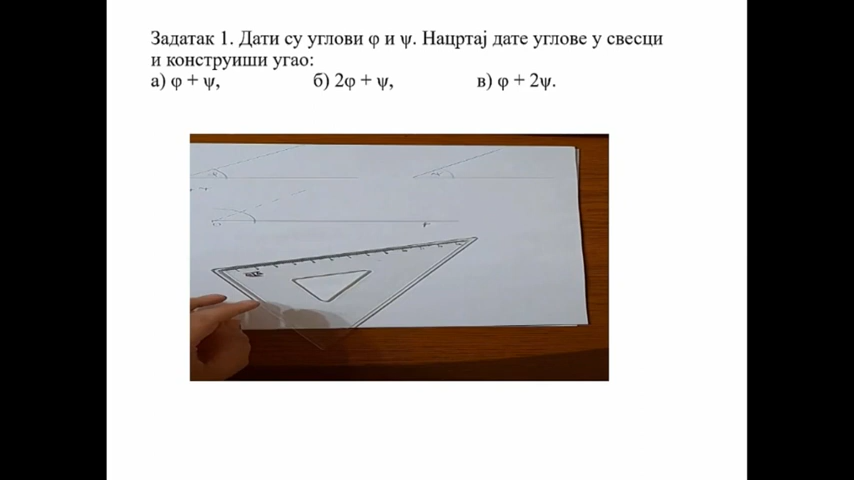 Задатак 1. Дати су углови φ и ψ. Нацртај дате углове у свесци
и конструиши угао:
а) φ + ψ, б) 2φ + ψ, в) φ + 2ψ.